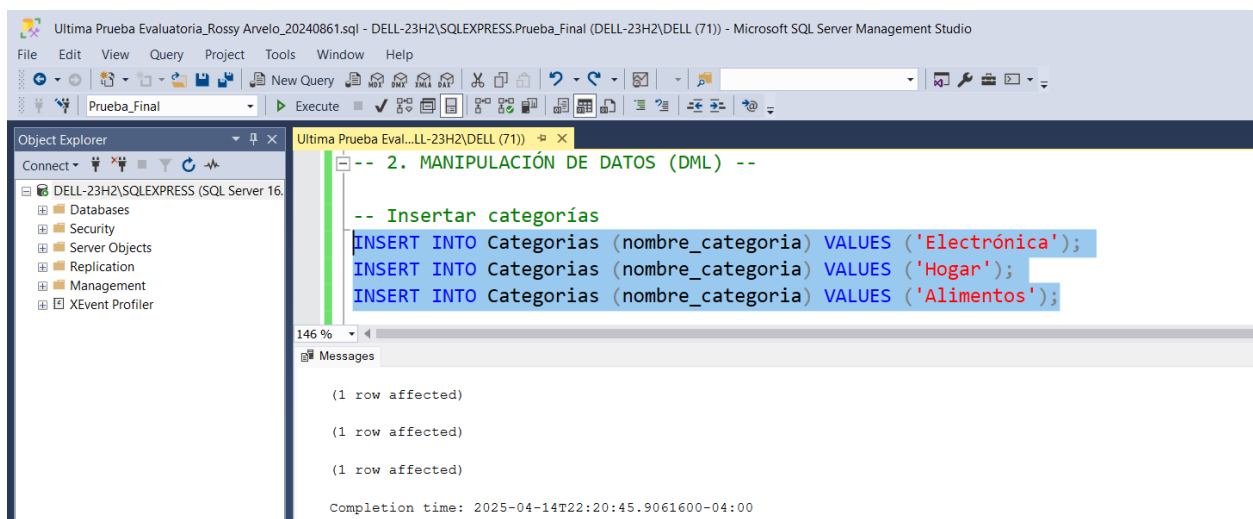 Ultima Prueba Evaluatoria_Rossy Arvelo_20240861.sql - DELL-23H2\SQLEXPRESS.Prueba_Final (DELL-23H2\DELL (71)) - Microsoft SQL Server Management Studio
File Edit View Query Project Tools Window Help
New Query MDX DMX XMLA DAX
Prueba_Final Execute
Object Explorer
Ultima Prueba Eval...LL-23H2\DELL (71))
Connect
DELL-23H2\SQLEXPRESS (SQL Server 16.
Databases
Security
Server Objects
Replication
Management
XEvent Profiler
-- 2. MANIPULACIÓN DE DATOS (DML) --
-- Insertar categorías
INSERT INTO Categorias (nombre_categoria) VALUES ('Electrónica');
INSERT INTO Categorias (nombre_categoria) VALUES ('Hogar');
INSERT INTO Categorias (nombre_categoria) VALUES ('Alimentos');
146 %
Messages
(1 row affected)
(1 row affected)
(1 row affected)
Completion time: 2025-04-14T22:20:45.9061600-04:00